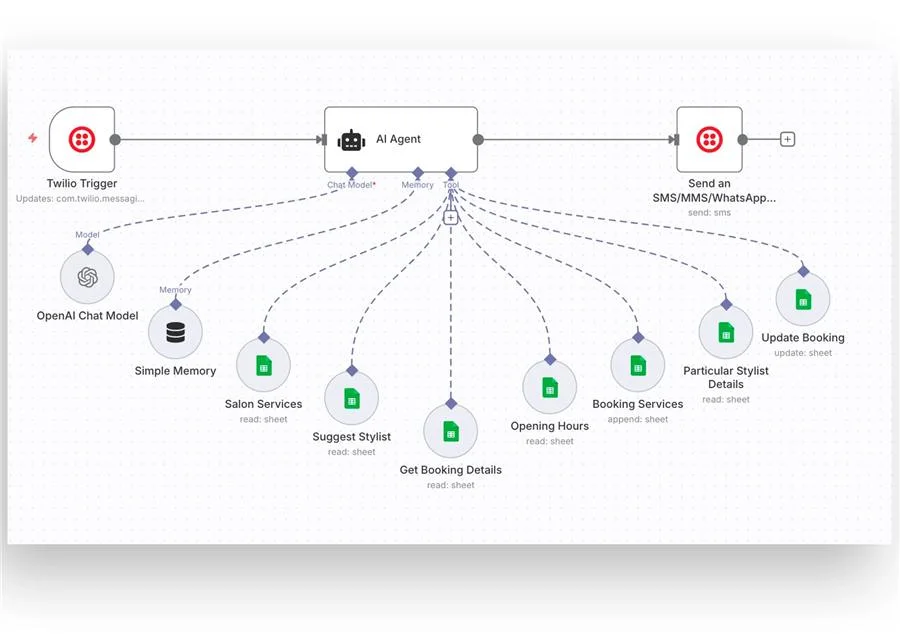 AI Agent
Twilio Trigger
Updates: com.twilio.messagi...
Chat Model*
Memory
Tool
Send an
SMS/MMS/WhatsApp...
send: sms
Model
OpenAI Chat Model
Memory
Simple Memory
Salon Services
read: sheet
Suggest Stylist
read: sheet
Get Booking Details
read: sheet
Opening Hours
read: sheet
Booking Services
append: sheet
Particular Stylist
Details
read: sheet
Update Booking
update: sheet